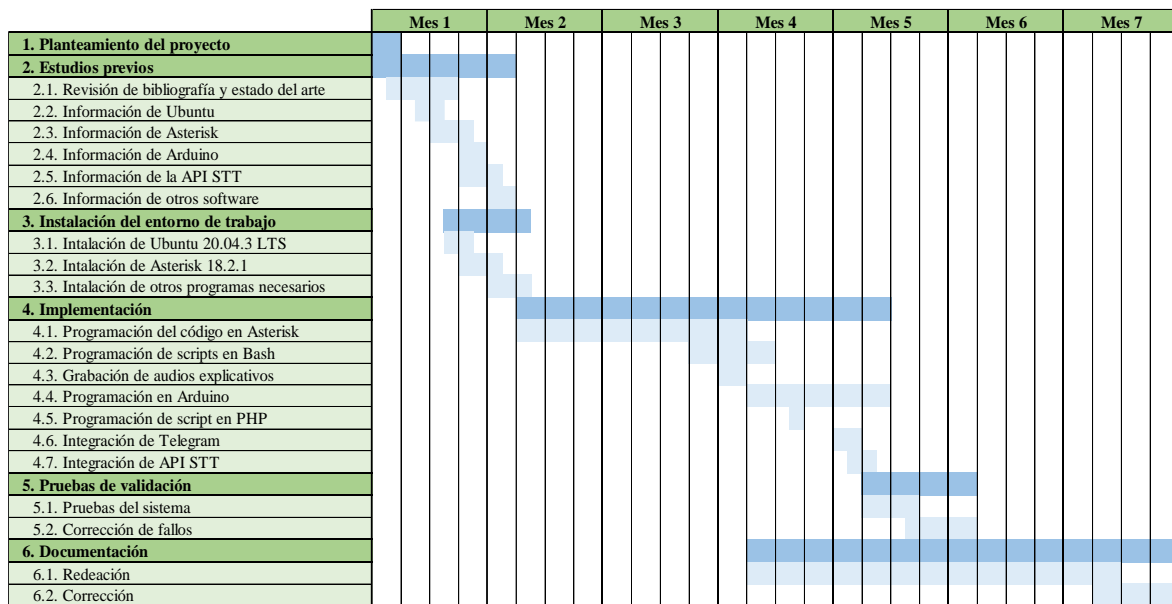 Mes 1 Mes 2 Mes 3 Mes 4 Mes 5 Mes 6 Mes 7
1. Planteamiento del proyecto
2. Estudios previos
2.1. Revisión de bibliografía y estado del arte
2.2. Información de Ubuntu
2.3. Información de Asterisk
2.4. Información de Arduino
2.5. Información de la API STT
2.6. Información de otros software
3. Instalación del entorno de trabajo
3.1. Intalación de Ubuntu 20.04.3 LTS
3.2. Intalación de Asterisk 18.2.1
3.3. Intalación de otros programas necesarios
4. Implementación
4.1. Programación del código en Asterisk
4.2. Programación de scripts en Bash
4.3. Grabación de audios explicativos
4.4. Programación en Arduino
4.5. Programación de script en PHP
4.6. Integración de Telegram
4.7. Integración de API STT
5. Pruebas de validación
5.1. Pruebas del sistema
5.2. Corrección de fallos
6. Documentación
6.1. Redeación
6.2. Corrección